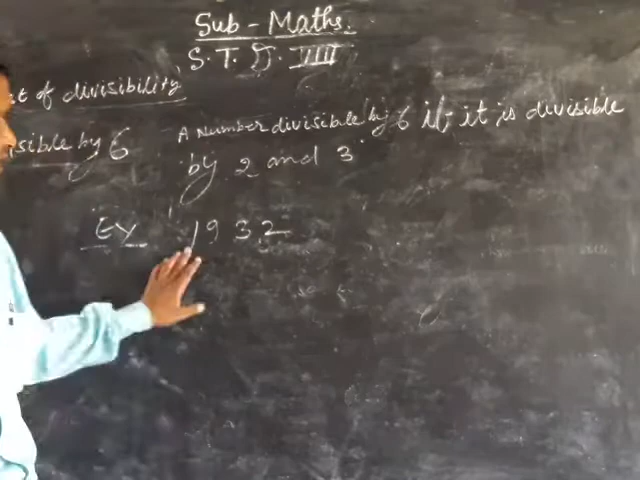 Sub - Maths.
S.T.D. VIII
st of divisibility
isible by 6
A Number divisible by 6 if it is divisible
by 2 and 3
Ex 1932